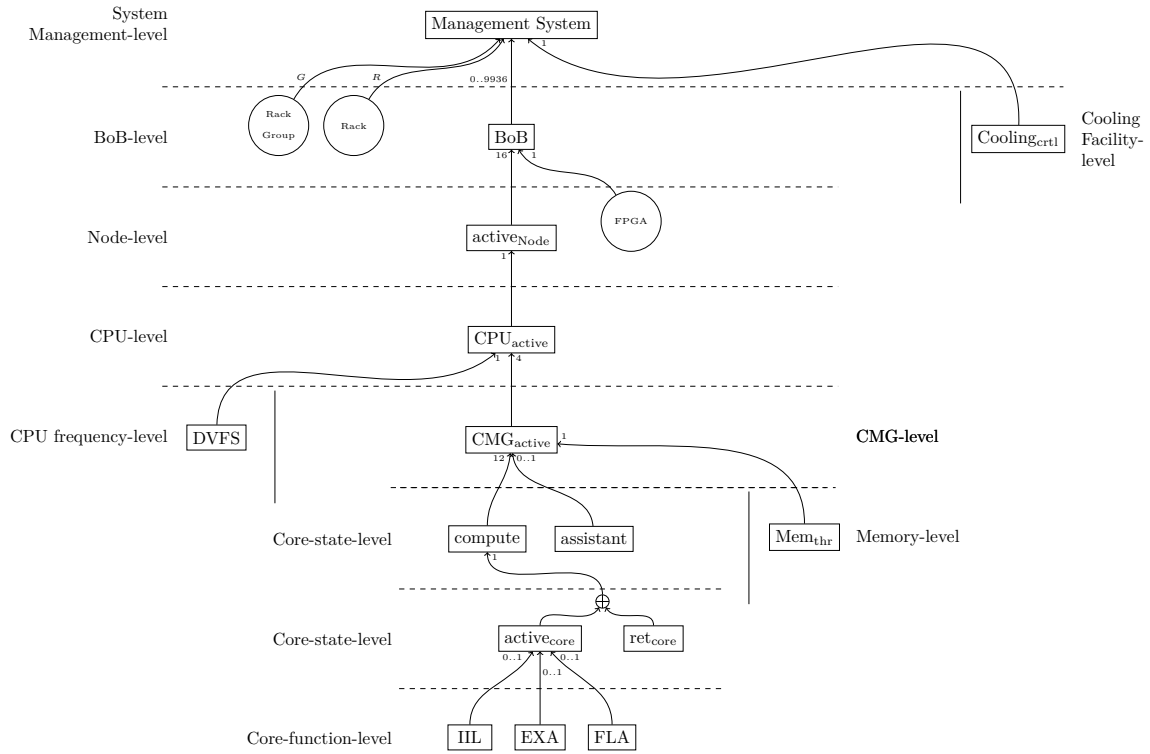 System
Management-level
Management System
1
G
R
0..9936
Rack
Group
Rack
BoB-level
BoB
16
1
Cooling_crtl
Cooling
Facility-
level
FPGA
Node-level
active_Node
1
CPU-level
CPU_active
1
4
CPU frequency-level
DVFS
CMG_active
1
CMG-level
12
0..1
Core-state-level
compute
assistant
Mem_thr
Memory-level
1
Core-state-level
active_core
ret_core
0..1
0..1
0..1
Core-function-level
IIL
EXA
FLA